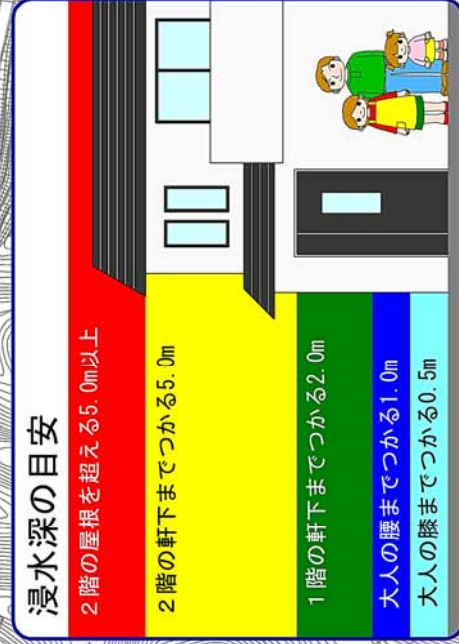 浸水深の目安
２階の屋根を超える5.0m以上
２階の軒下までつかる5.0m
１階の軒下までつかる2.0m
大人の腰までつかる1.0m
大人の膝までつかる0.5m